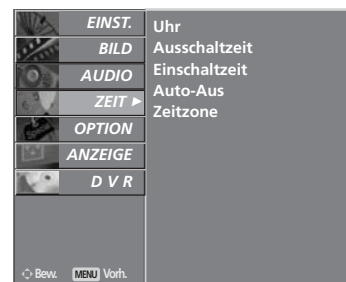 EINST.
BILD
AUDIO
ZEIT ►
OPTION
ANZEIGE
D V R
Uhr
Ausschaltzeit
Einschaltzeit
Auto-Aus
Zeitzone
Bew. MENU Vorh.